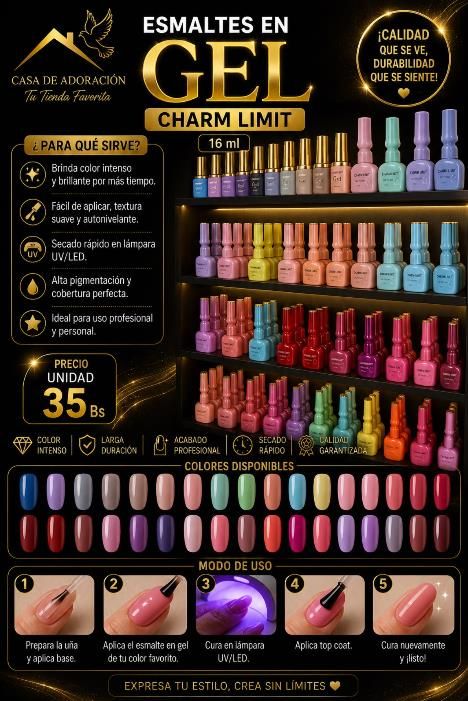 CASA DE ADORACIÓN
Tu Tienda Favorita
ESMALTES EN
GEL
CHARM LIMIT
16 ml
¡CALIDAD
QUE SE VE,
DURABILIDAD
QUE SE SIENTE!
¿PARA QUÉ SIRVE?
Brinda color intenso
y brillante por más tiempo.
Fácil de aplicar, textura
suave y autonivelante.
UV
Secado rápido en lámpara
UV/LED.
Alta pigmentación y
cobertura perfecta.
Ideal para uso profesional
y personal.
PRECIO
UNIDAD
35 Bs
COLOR
INTENSO
LARGA
DURACIÓN
ACABADO
PROFESIONAL
SECADO
RÁPIDO
CALIDAD
GARANTIZADA
COLORES DISPONIBLES
MODO DE USO
1
Prepara la uña
y aplica base.
2
Aplica el esmalte en gel
de tu color favorito.
3
Cura en lámpara
UV/LED.
4
Aplica top coat.
5
Cura nuevamente
y ¡listo!
EXPRESA TU ESTILO, CREA SIN LÍMITES